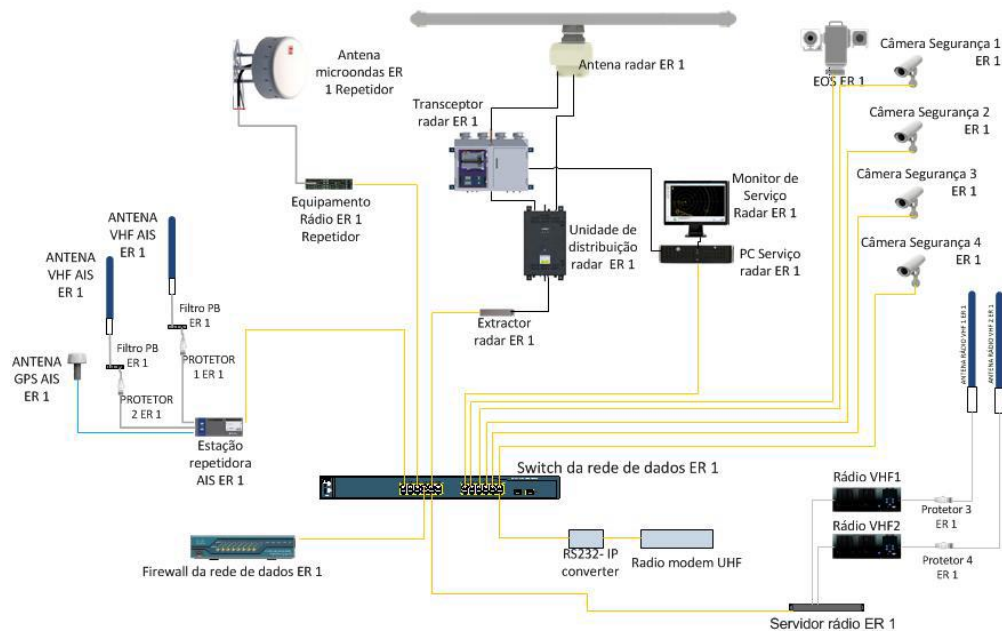 Antena
microondas ER
1 Repetidor
Antena radar ER 1
EOS ER 1
Câmera Segurança 1
ER 1
Transceptor
radar ER 1
Câmera Segurança 2
ER 1
Monitor de
Serviço
Radar ER 1
Câmera Segurança 3
ER 1
Equipamento
Rádio ER 1
Repetidor
Unidade de
distribuição
radar ER 1
PC Serviço
radar ER 1
Câmera Segurança 4
ER 1
ANTENA
VHF AIS
ER 1
ANTENA
VHF AIS
ER 1
Filtro PB
ER 1
Filtro PB
ER 1
PROTETOR
1 ER 1
PROTETOR
2 ER 1
ANTENA
GPS AIS
ER 1
Extractor
radar ER 1
ANTENA RÁDIO VHF 1 ER 1
ANTENA RÁDIO VHF 2 ER 1
Estação
repetidora
AIS ER 1
Switch da rede de dados ER 1
Rádio VHF1
Protetor 3
ER 1
Rádio VHF2
Protetor 4
ER 1
Firewall da rede de dados ER 1
RS232- IP
converter
Radio modem UHF
Servidor rádio ER 1